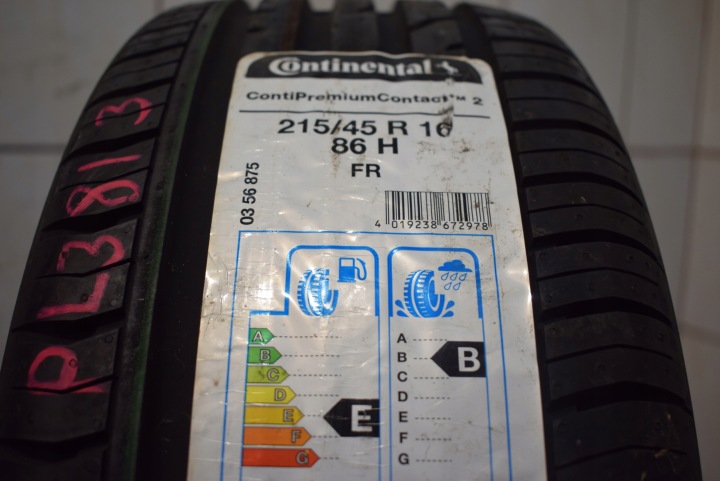 Continental
ContiPremiumContact™ 2
215/45 R 16
86 H
FR
03 56 875
4 019238 672978
A
B
C
D
E
F
G
E
A
B
C
D
E
F
G
B
PL3813